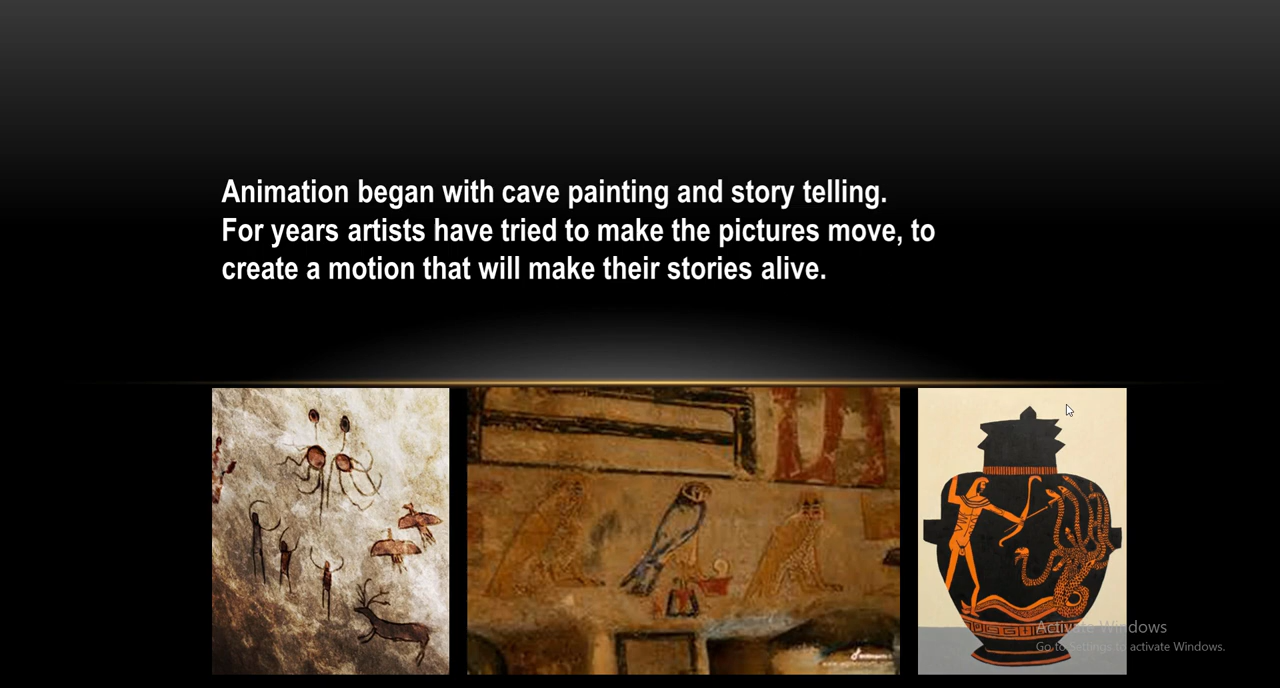 Animation began with cave painting and story telling.
For years artists have tried to make the pictures move, to
create a motion that will make their stories alive.
Activate Windows
Go to Settings to activate Windows.